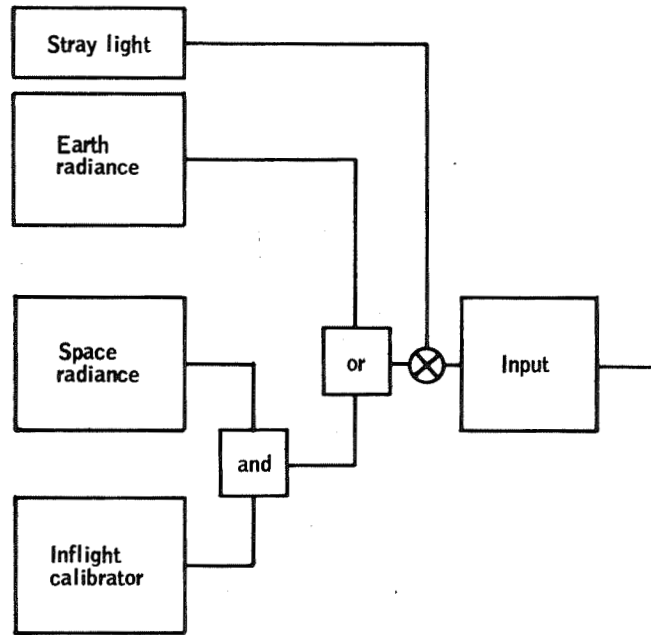 Stray light
Earth
radiance
Space
radiance
or
Input
and
Inflight
calibrator